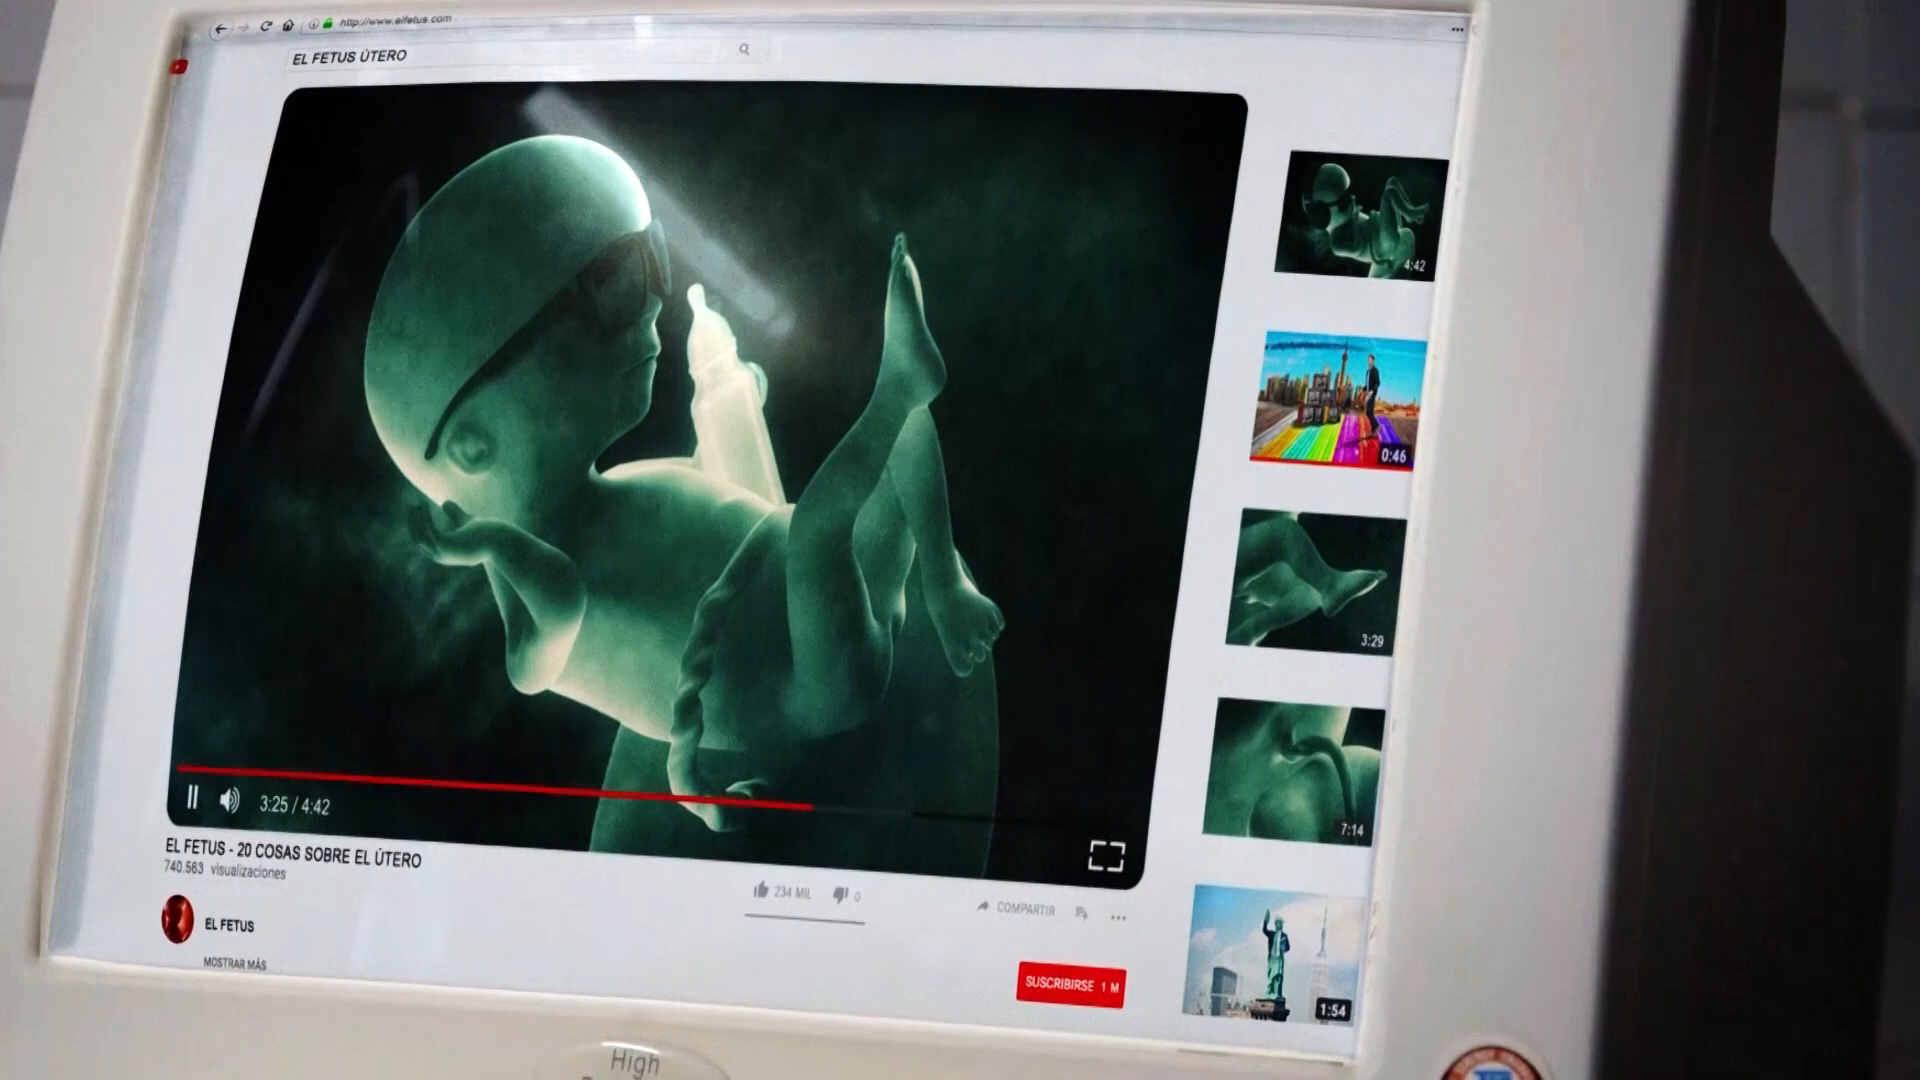 http://www.elfetus.com
EL FETUS ÚTERO
4:42
0:46
3:29
7:14
1:54
3:25 / 4:42
EL FETUS - 20 COSAS SOBRE EL ÚTERO
740.563 visualizaciones
234 MIL
0
COMPARTIR
EL FETUS
MOSTRAR MÁS
SUSCRIBIRSE 1 M
High